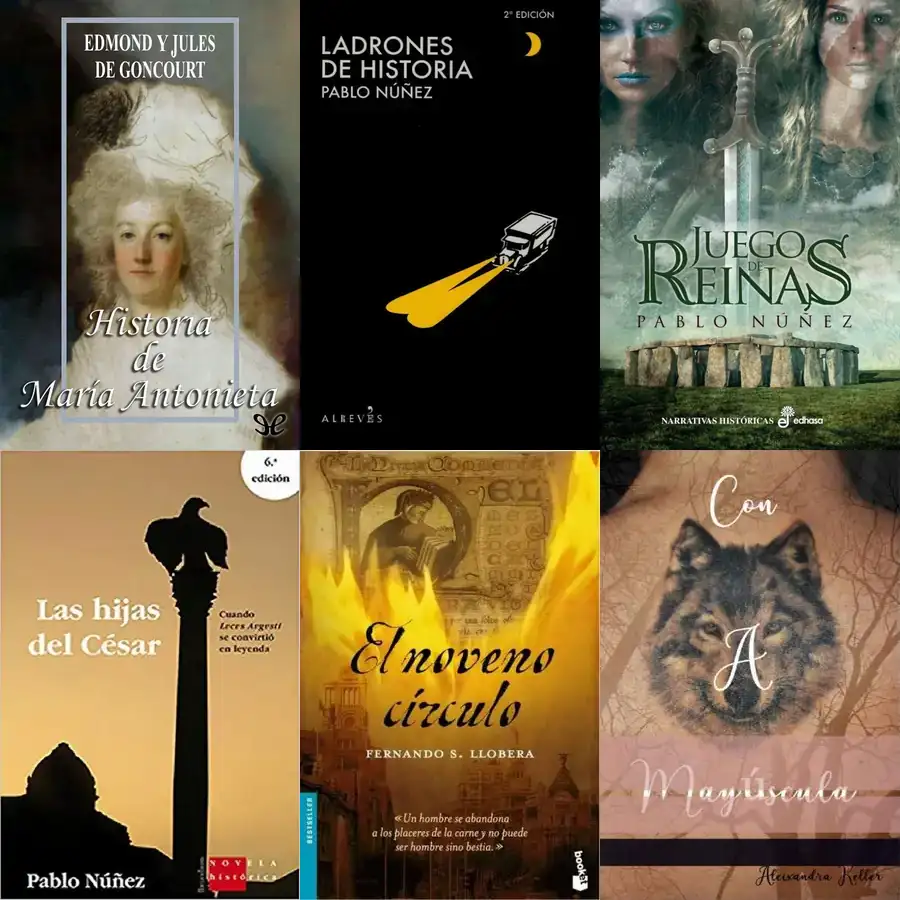 EDMOND Y JULES
DE GONCOURT
Historia
de
María Antonieta
2ª EDICIÓN
LADRONES
DE HISTORIA
PABLO NÚÑEZ
ALREVÉS
JUEGO
DE
REINAS
PABLO NÚÑEZ
NARRATIVAS HISTÓRICAS edhasa
6.ª
edición
Las hijas
del César
Cuando
Leces Argesti
se convirtió
en leyenda
NOVELA
histórica
Pablo Núñez
El noveno
círculo
FERNANDO S. LLOBERA
«Un hombre se abandona
a los placeres de la carne y no puede
ser hombre sino bestia.»
BESTSELLER
booket
Con
A
Mayúscula
Aleixandra Keller